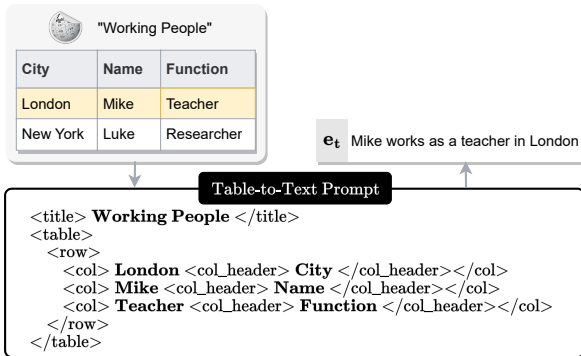 "Working People"
City Name Function
London Mike Teacher
New York Luke Researcher
e_t Mike works as a teacher in London
Table-to-Text Prompt
<title> Working People </title>
<table>
<row>
<col> London <col_header> City </col_header></col>
<col> Mike <col_header> Name </col_header></col>
<col> Teacher <col_header> Function </col_header></col>
</row>
</table>